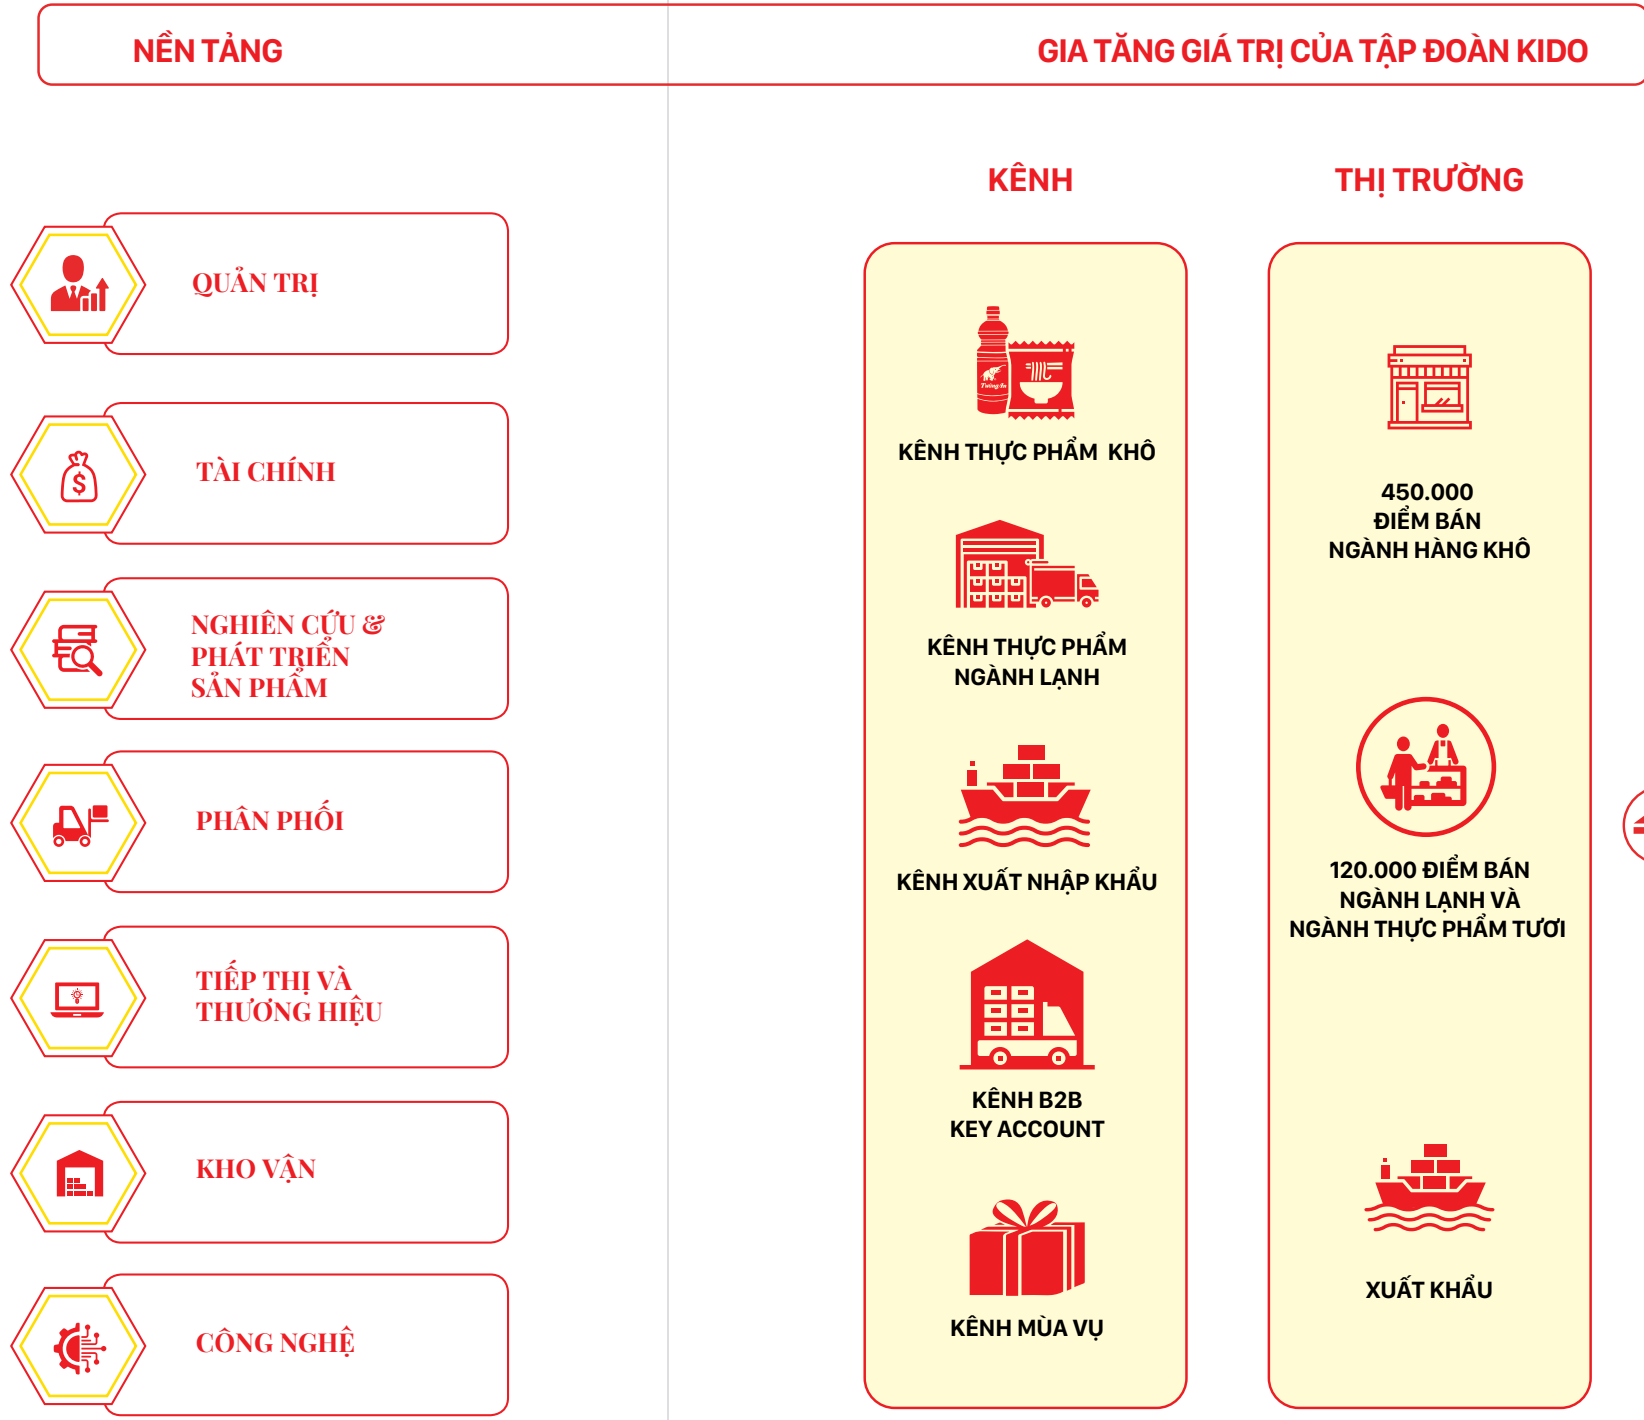 NỀN TẢNG
GIA TĂNG GIÁ TRỊ CỦA TẬP ĐOÀN KIDO
QUẢN TRỊ
TÀI CHÍNH
NGHIÊN CỨU &
PHÁT TRIỂN
SẢN PHẨM
PHÂN PHỐI
TIẾP THỊ VÀ
THƯƠNG HIỆU
KHO VẬN
CÔNG NGHỆ
KÊNH
Tường An
KÊNH THỰC PHẨM KHÔ
KÊNH THỰC PHẨM
NGÀNH LẠNH
KÊNH XUẤT NHẬP KHẨU
KÊNH B2B
KEY ACCOUNT
KÊNH MÙA VỤ
THỊ TRƯỜNG
450.000
ĐIỂM BÁN
NGÀNH HÀNG KHÔ
120.000 ĐIỂM BÁN
NGÀNH LẠNH VÀ
NGÀNH THỰC PHẨM TƯƠI
XUẤT KHẨU